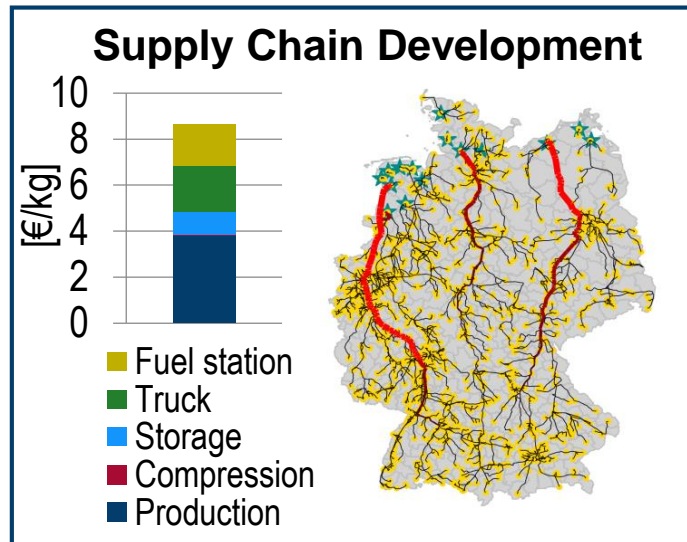 Supply Chain Development
[€/kg]
10
8
6
4
2
0
Fuel station
Truck
Storage
Compression
Production